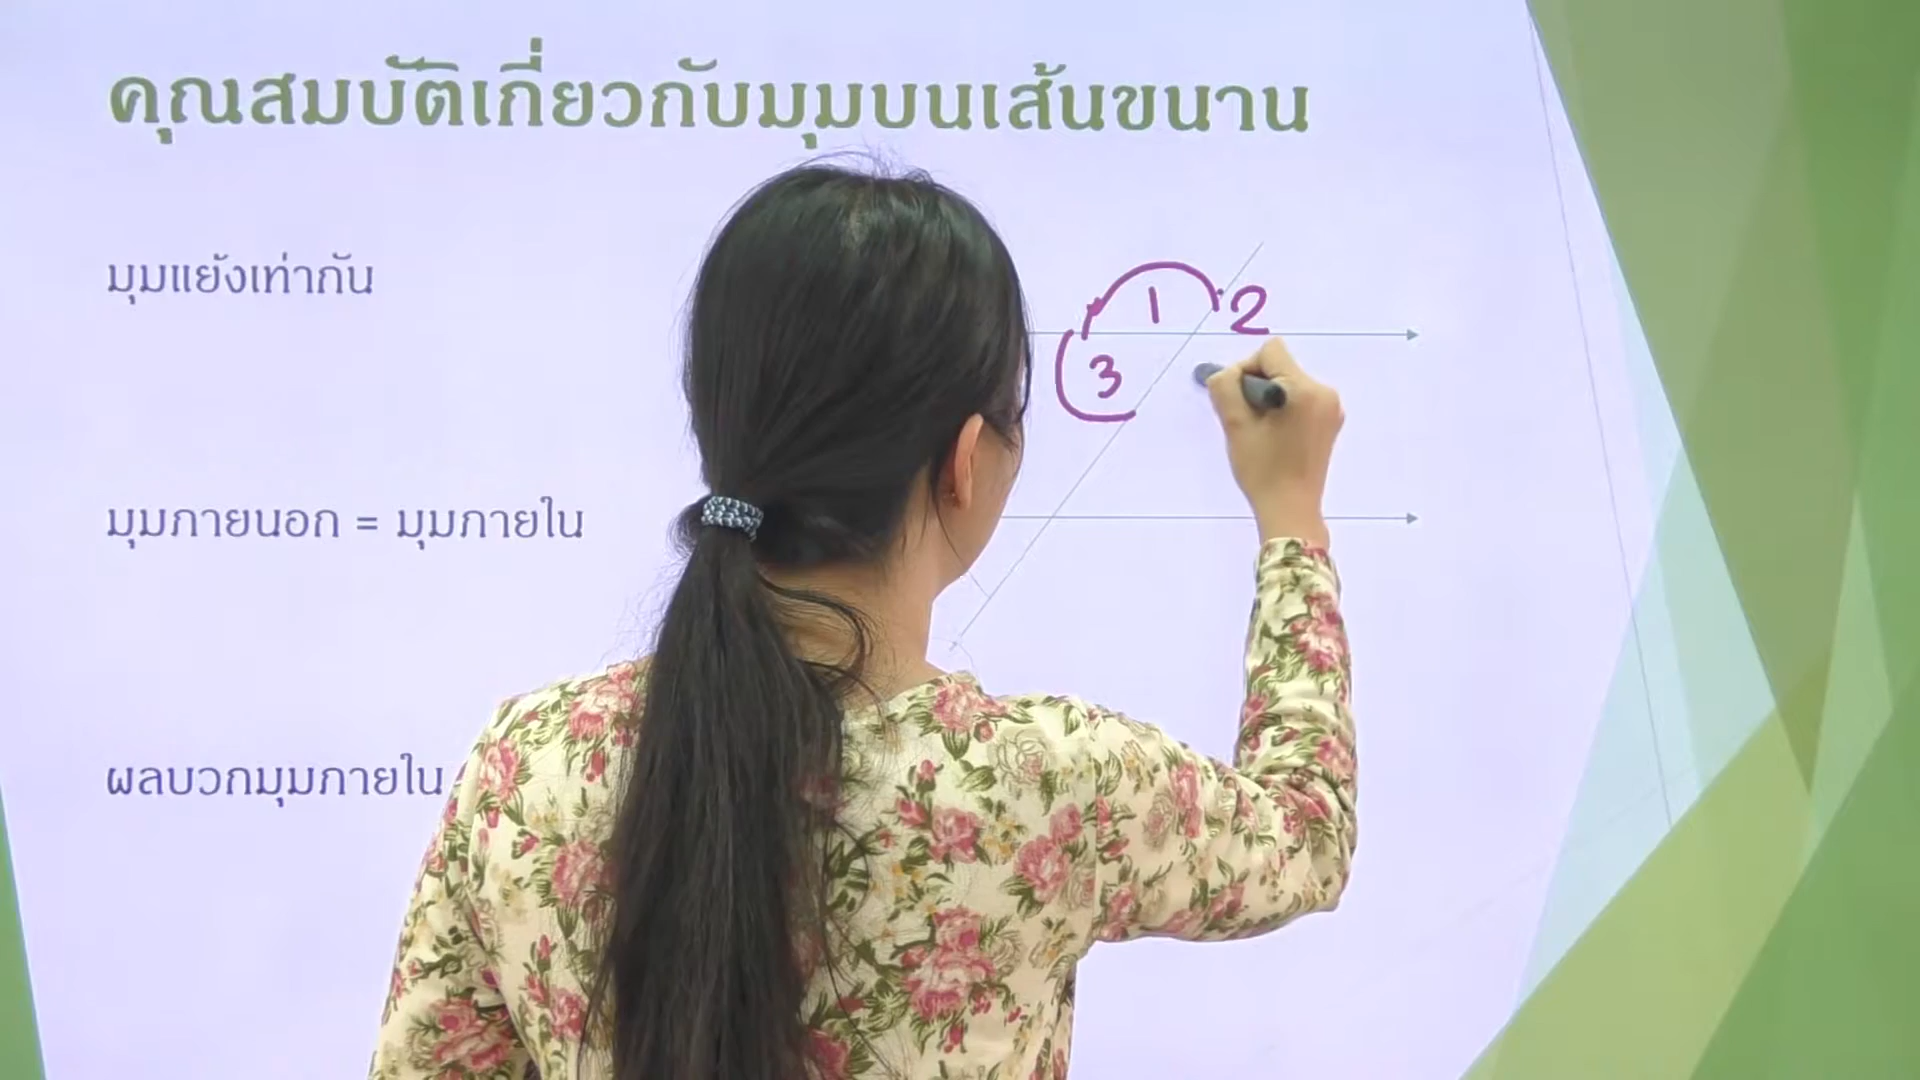 คุณสมบัติเกี่ยวกับมุมบนเส้นขนาน
มุมแย้งเท่ากัน
1 2
3
มุมภายนอก = มุมภายใน
ผลบวกมุมภายใน